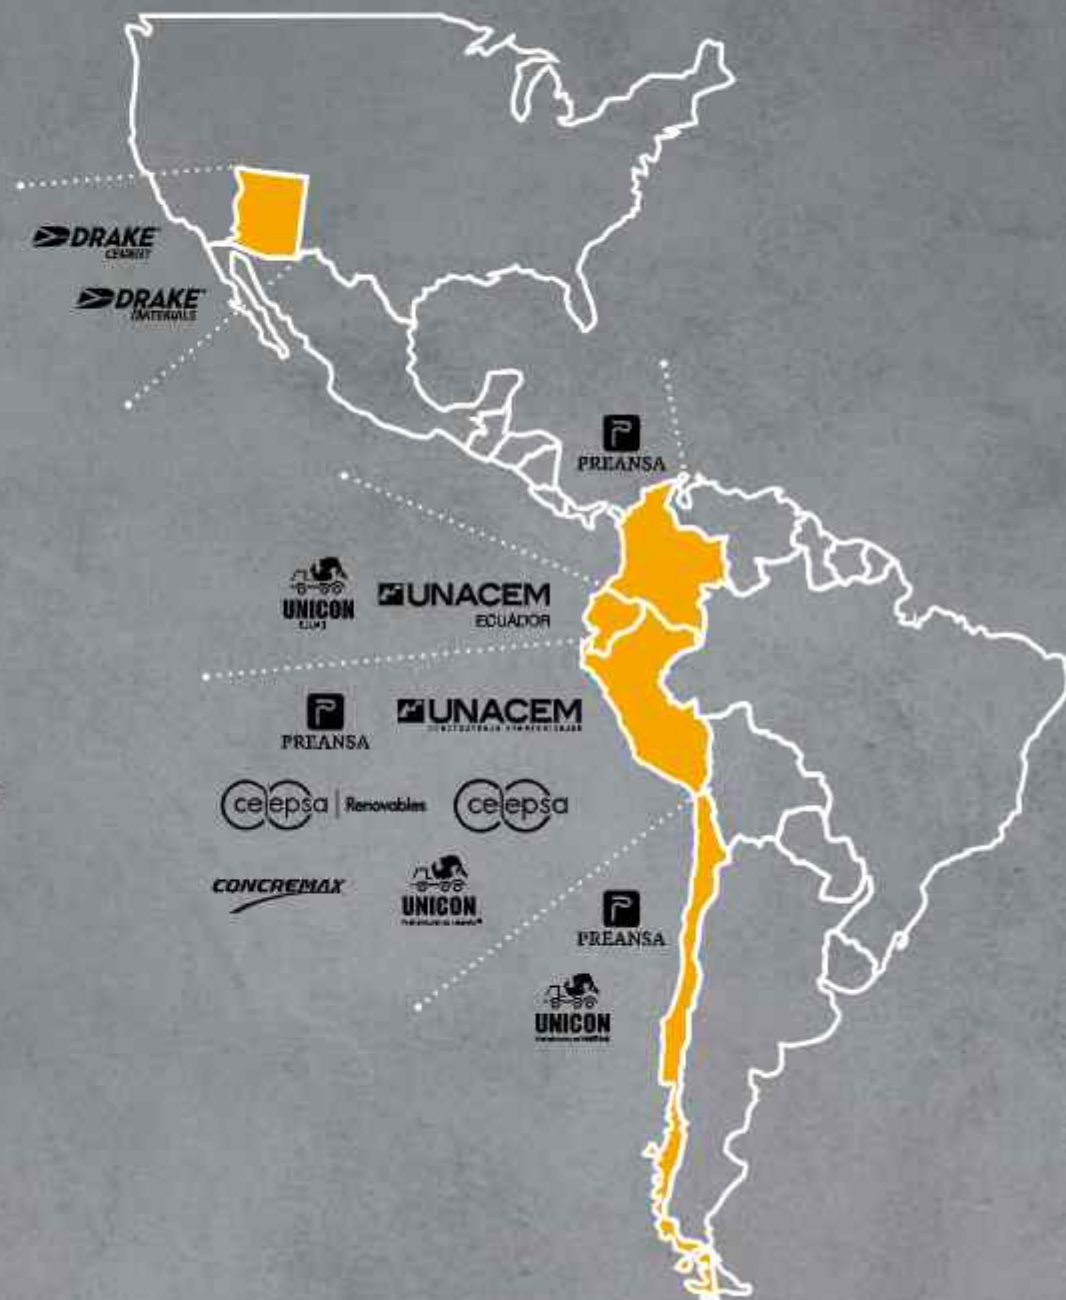 DRAKE
CEMENT
DRAKE
MATERIALS
PREANSA
UNICON
UNACEM
ECUADOR
PREANSA
UNACEM
celepsa | Renovables
celepsa
CONCREMAX
UNICON
PREANSA
UNICON